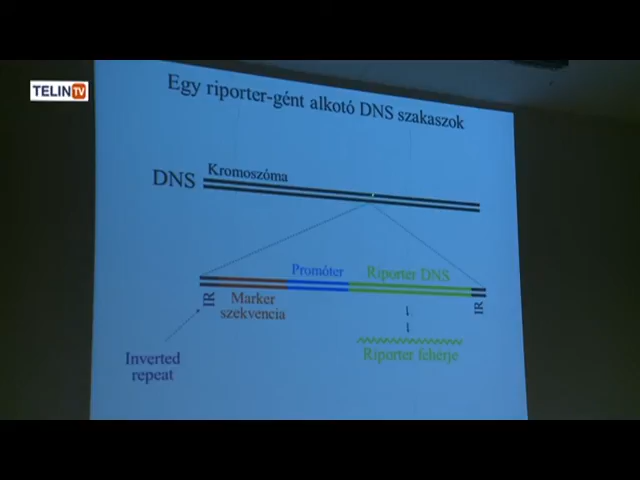 TELIN TV
Egy riporter-gént alkotó DNS szakaszok
Kromoszóma
DNS
Promóter
Riporter DNS
IR
Marker
szekvencia
IR
Riporter fehérje
Inverted
repeat